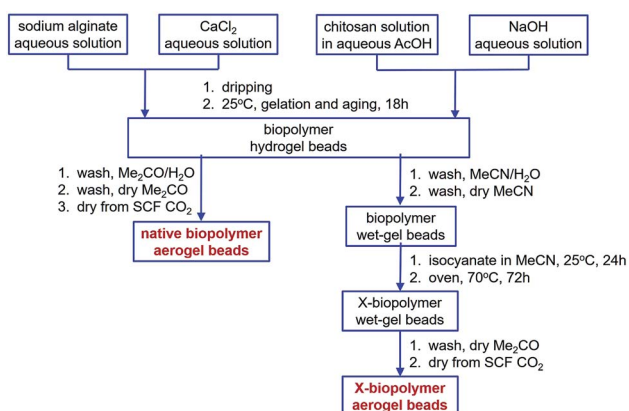 sodium alginate
aqueous solution
CaCl₂
aqueous solution
chitosan solution
in aqueous AcOH
NaOH
aqueous solution
1. dripping
2. 25ºC, gelation and aging, 18h
biopolymer
hydrogel beads
1. wash, Me₂CO/H₂O
2. wash, dry Me₂CO
3. dry from SCF CO₂
native biopolymer
aerogel beads
1. wash, MeCN/H₂O
2. wash, dry MeCN
biopolymer
wet-gel beads
1. isocyanate in MeCN, 25ºC, 24h
2. oven, 70ºC, 72h
X-biopolymer
wet-gel beads
1. wash, dry Me₂CO
2. dry from SCF CO₂
X-biopolymer
aerogel beads